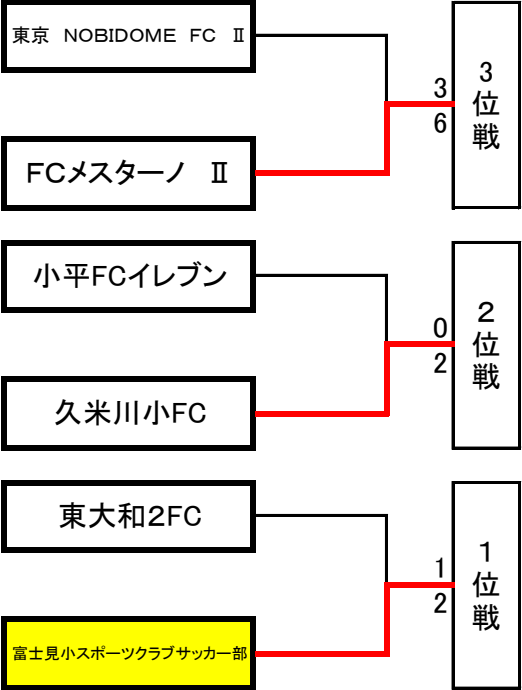 東京 NOBIDOME FC Ⅱ
3
6
3位戦
FCメスターノ Ⅱ
小平FCイレブン
0
2
2位戦
久米川小FC
東大和2FC
1
2
1位戦
富士見小スポーツクラブサッカー部